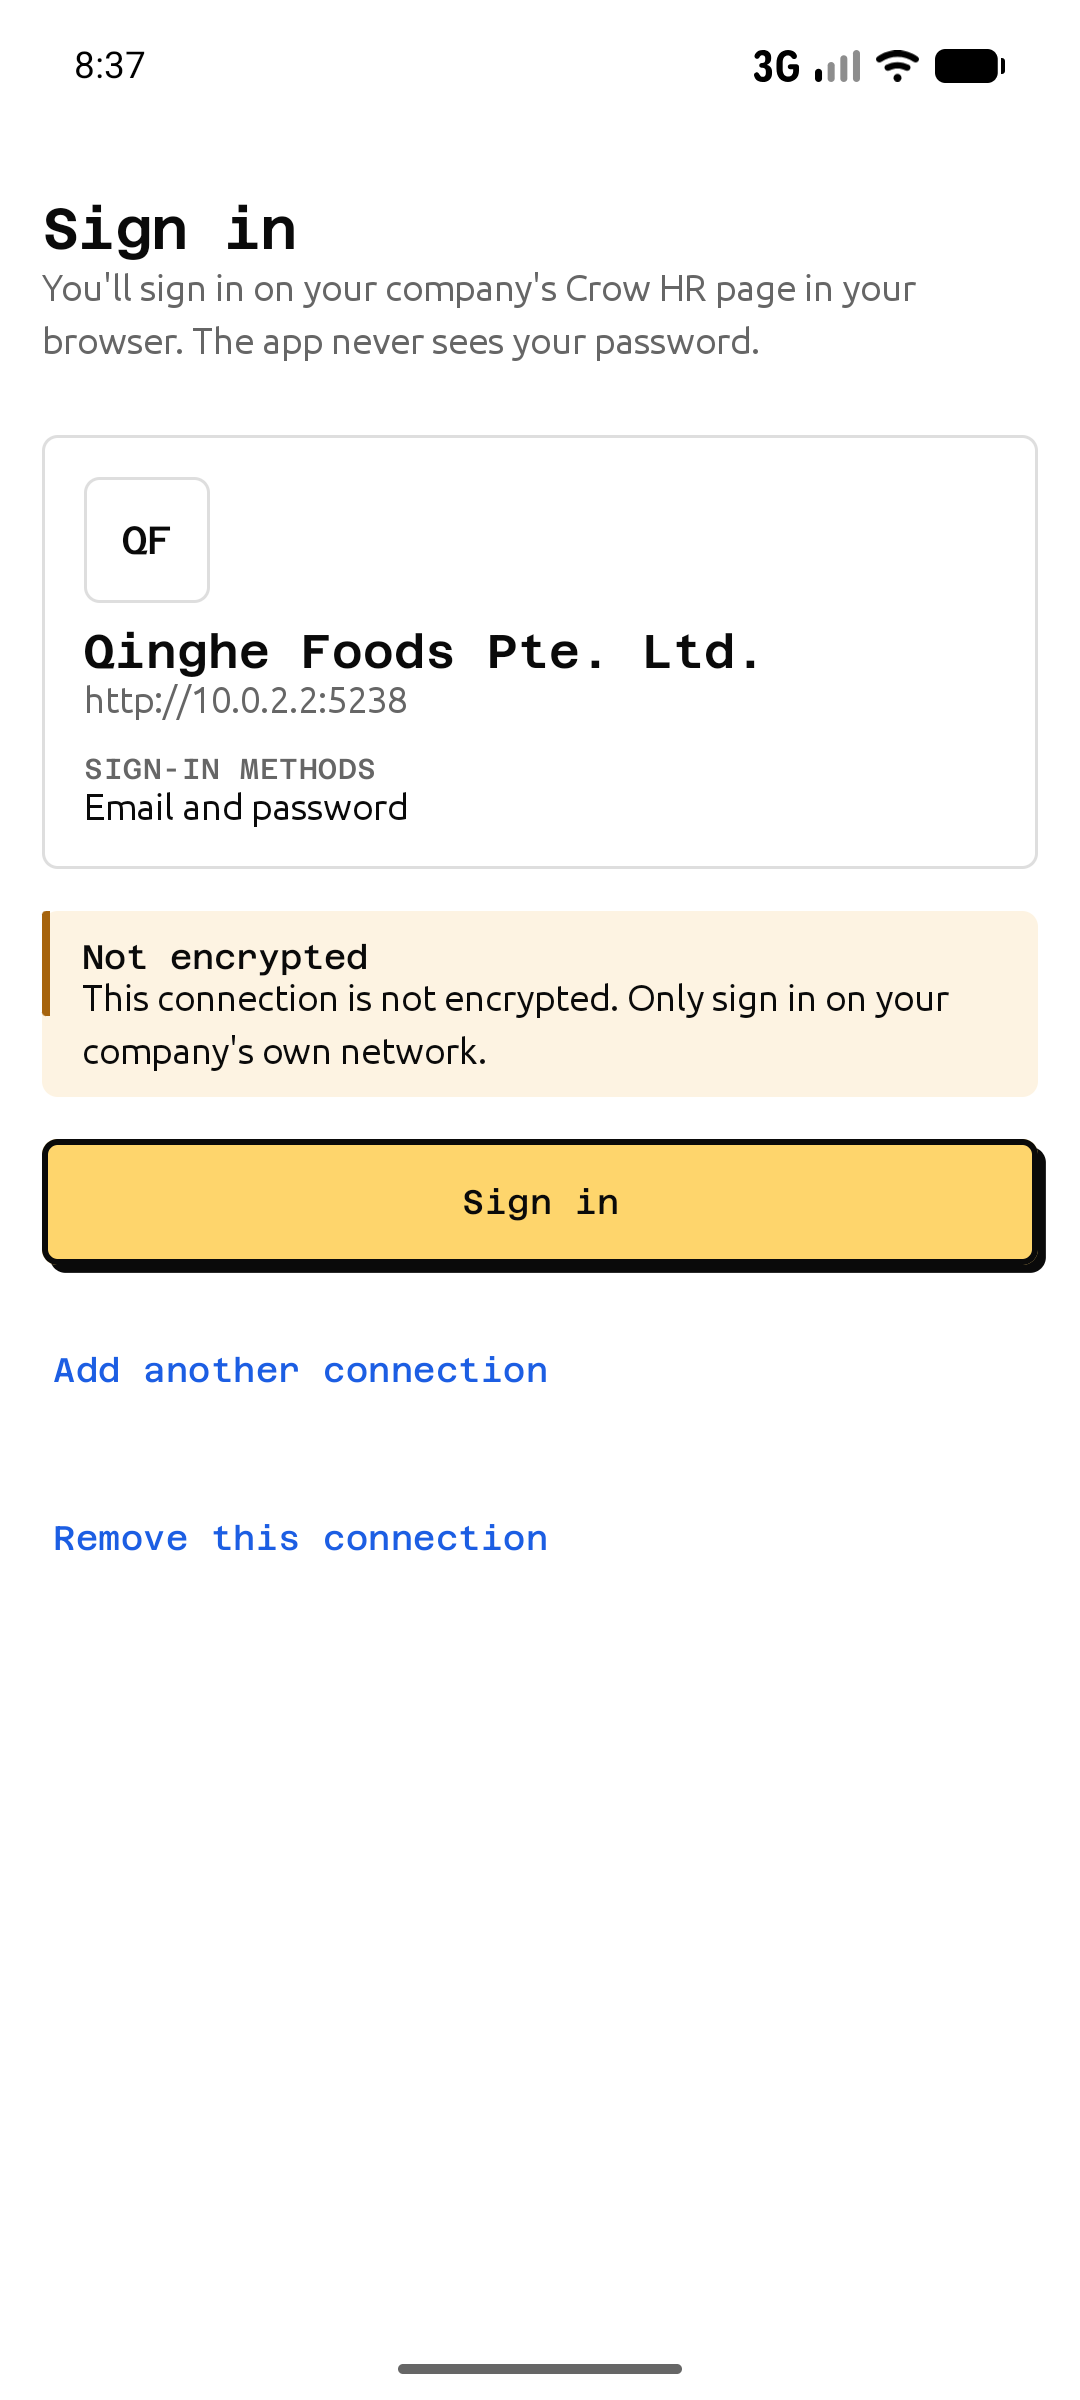 8:37
3G
Sign in
You'll sign in on your company's Crow HR page in your
browser. The app never sees your password.
QF
Qinghe Foods Pte. Ltd.
http://10.0.2.2:5238
SIGN-IN METHODS
Email and password
Not encrypted
This connection is not encrypted. Only sign in on your
company's own network.
Sign in
Add another connection
Remove this connection